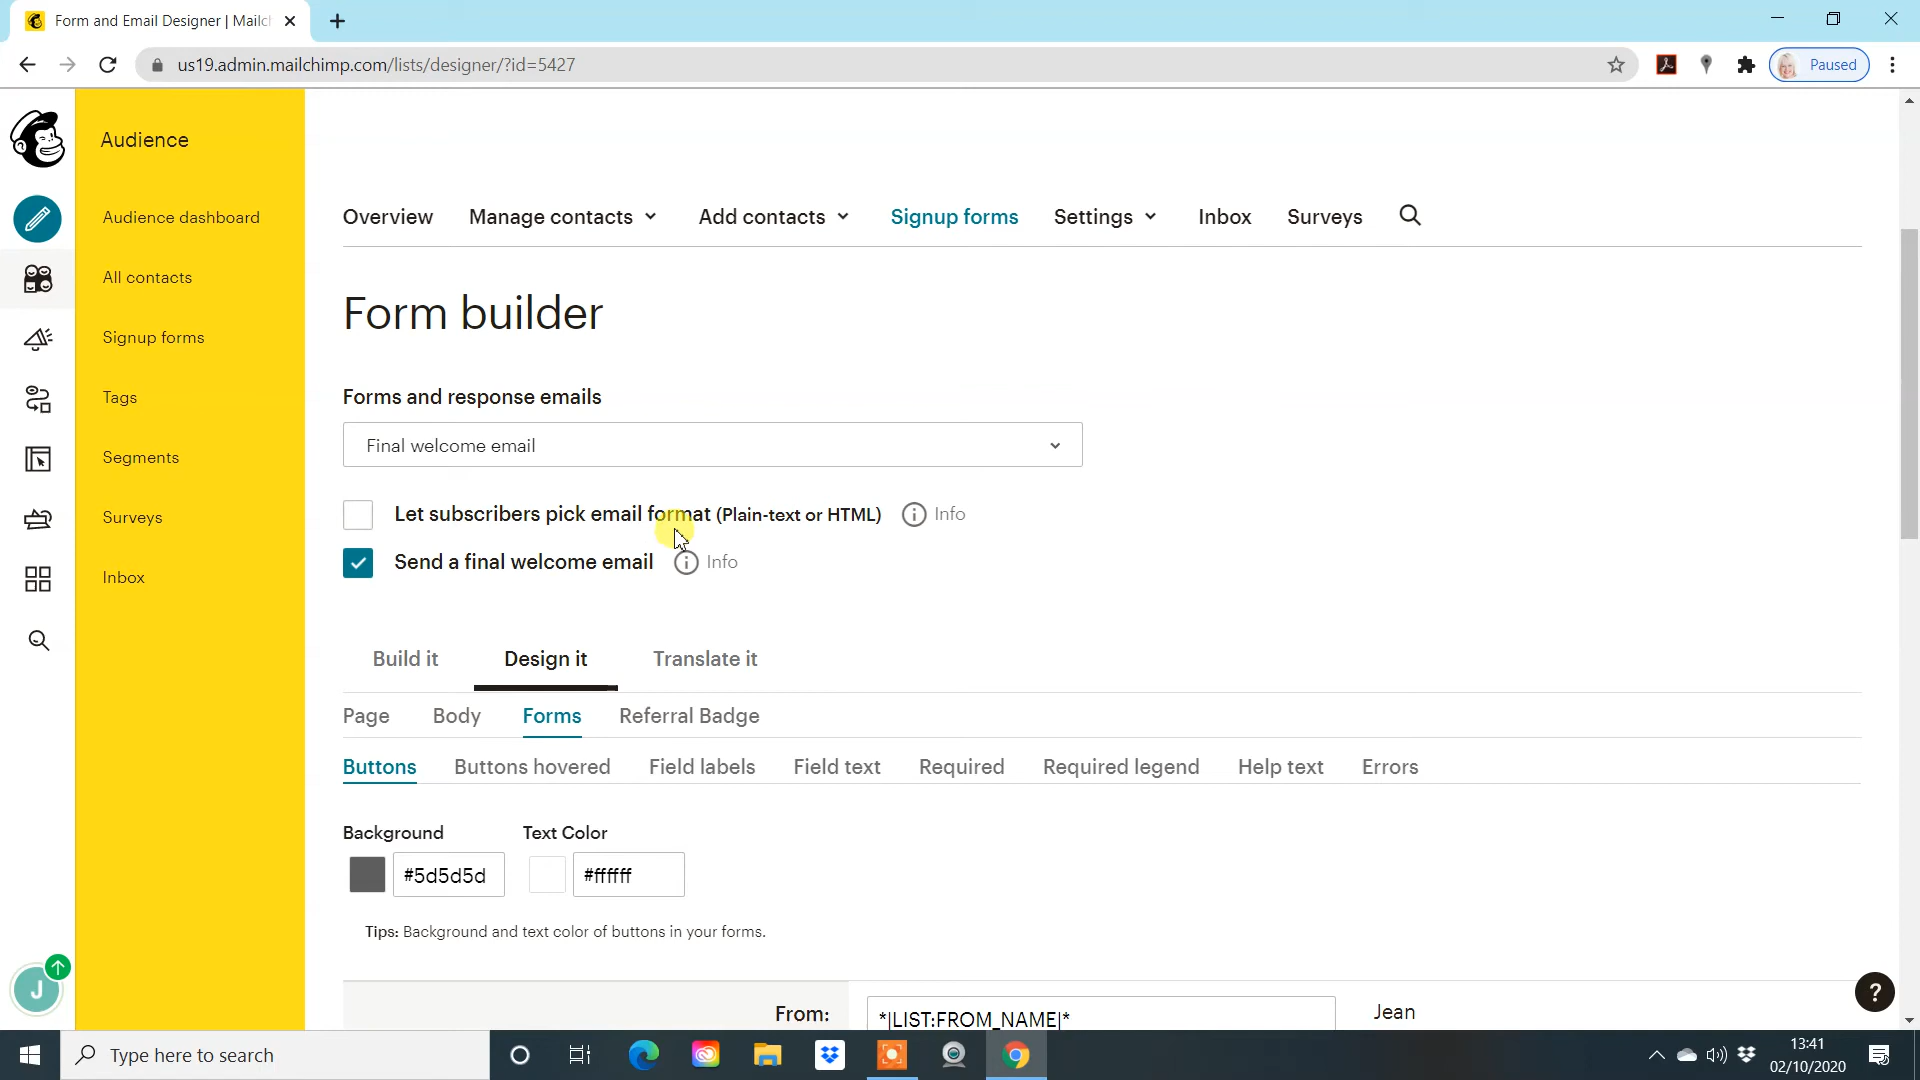 Form and Email Designer | Mailc
us19.admin.mailchimp.com/lists/designer/?id=5427
Paused
Audience
Audience dashboard
All contacts
Signup forms
Tags
Segments
Surveys
Inbox
J
Overview Manage contacts Add contacts Signup forms Settings Inbox Surveys
Form builder
Forms and response emails
Final welcome email
Let subscribers pick email format (Plain-text or HTML) i Info
Send a final welcome email i Info
Build it Design it Translate it
Page Body Forms Referral Badge
Buttons Buttons hovered Field labels Field text Required Required legend Help text Errors
Background Text Color
#5d5d5d #ffffff
Tips: Background and text color of buttons in your forms.
From: *|LIST:FROM_NAME|* Jean
?
Type here to search
13:41
02/10/2020